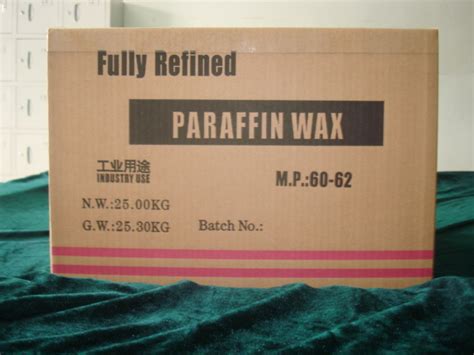 Fully Refined
PARAFFIN WAX
工业用途
INDUSTRY USE
M.P.:60-62
N.W.:25.00KG
G.W.:25.30KG
Batch No.: